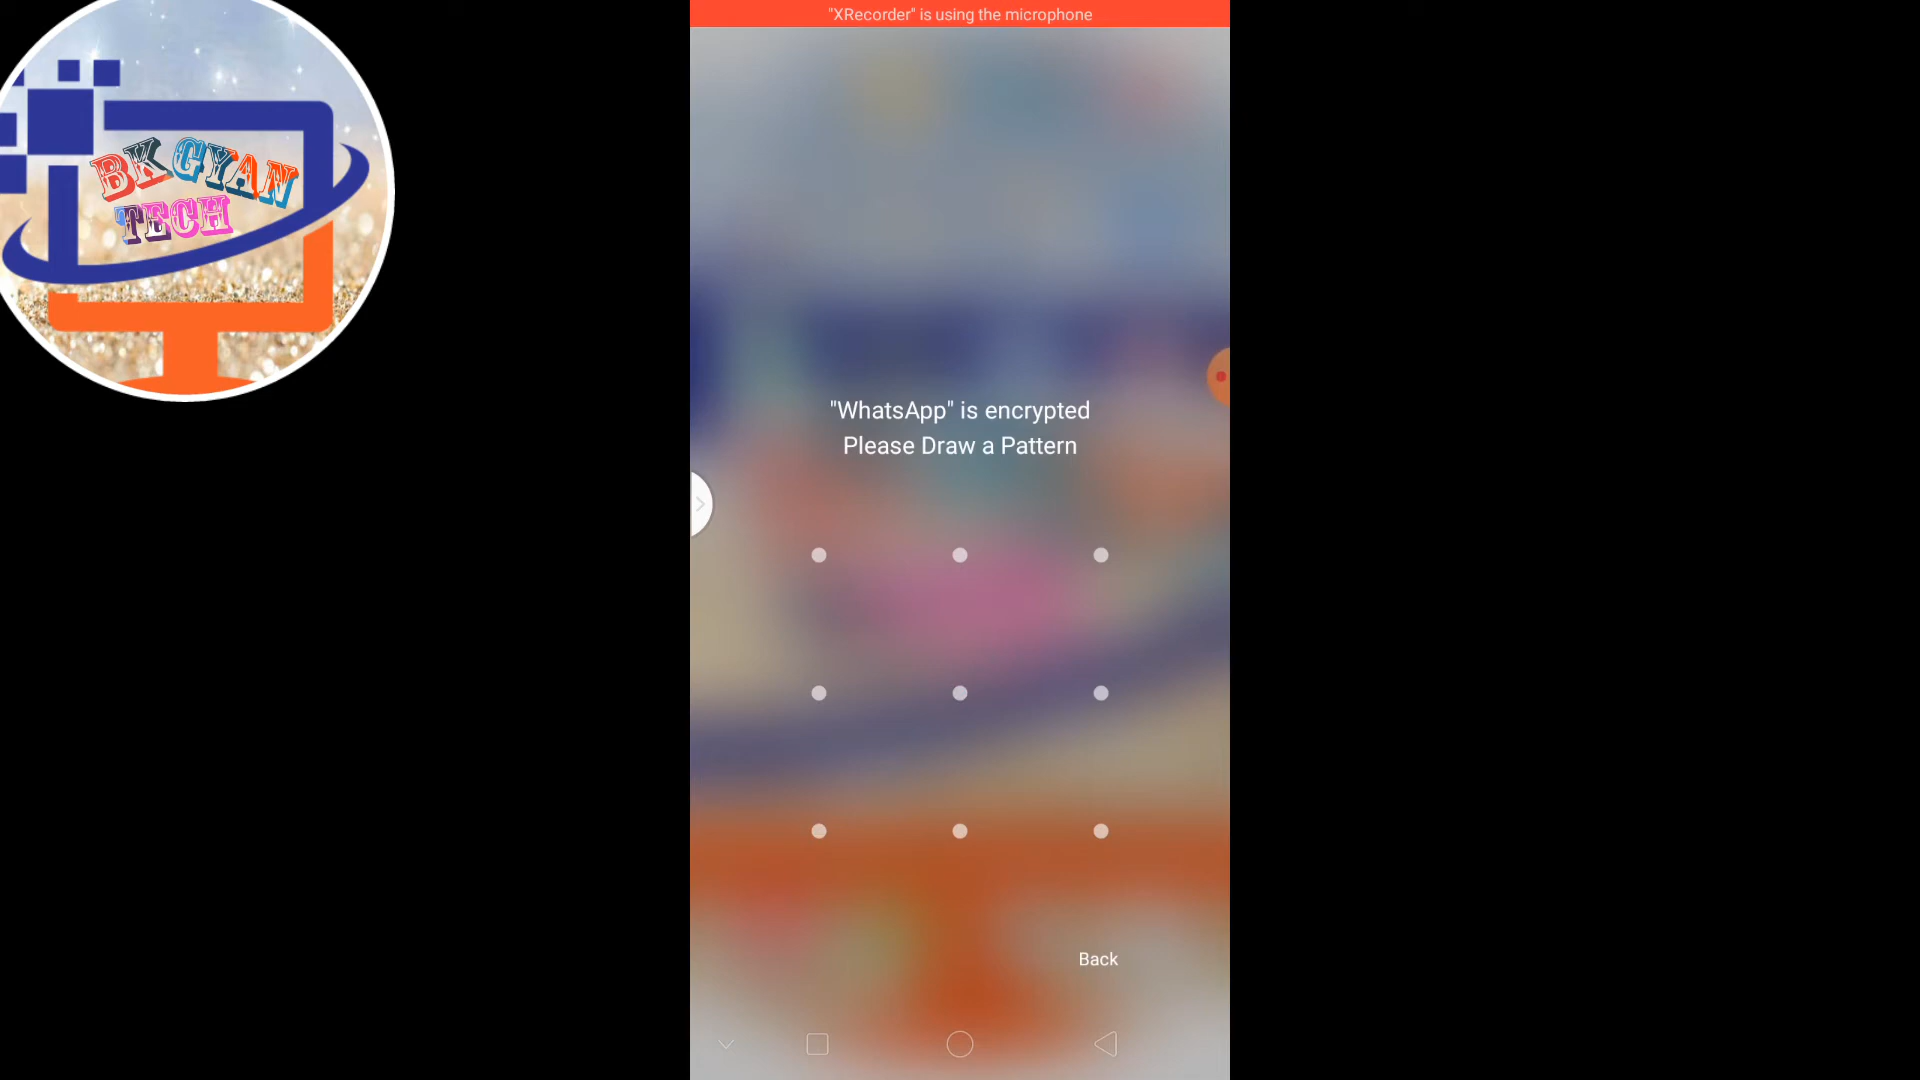 "XRecorder" is using the microphone
BK GYAN
TECH
"WhatsApp" is encrypted
Please Draw a Pattern
Back